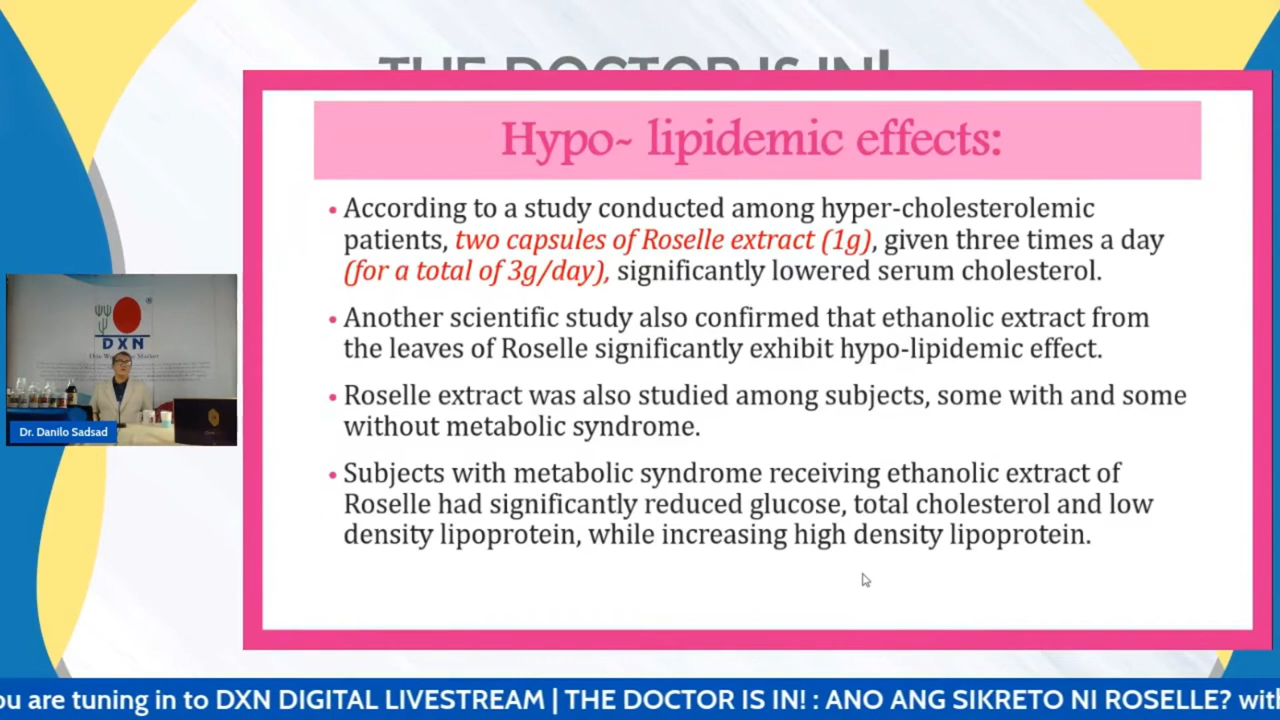 THE DOCTOR IS IN!
Hypo~ lipidemic effects:
• According to a study conducted among hyper-cholesterolemic
patients, two capsules of Roselle extract (1g), given three times a day
(for a total of 3g/day), significantly lowered serum cholesterol.
• Another scientific study also confirmed that ethanolic extract from
the leaves of Roselle significantly exhibit hypo-lipidemic effect.
• Roselle extract was also studied among subjects, some with and some
without metabolic syndrome.
• Subjects with metabolic syndrome receiving ethanolic extract of
Roselle had significantly reduced glucose, total cholesterol and low
density lipoprotein, while increasing high density lipoprotein.
DXN
Dr. Danilo Sadsad
ou are tuning in to DXN DIGITAL LIVESTREAM | THE DOCTOR IS IN! : ANO ANG SIKRETO NI ROSELLE? with